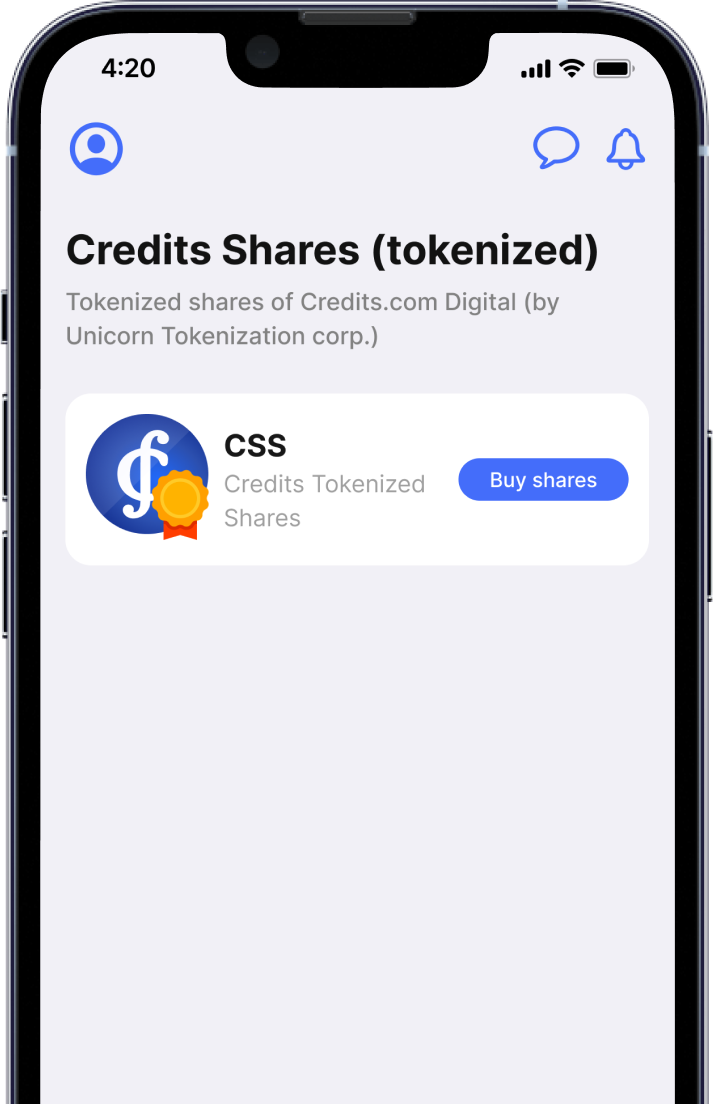 4:20
Credits Shares (tokenized)
Tokenized shares of Credits.com Digital (by
Unicorn Tokenization corp.)
CSS
Credits Tokenized
Shares
Buy shares